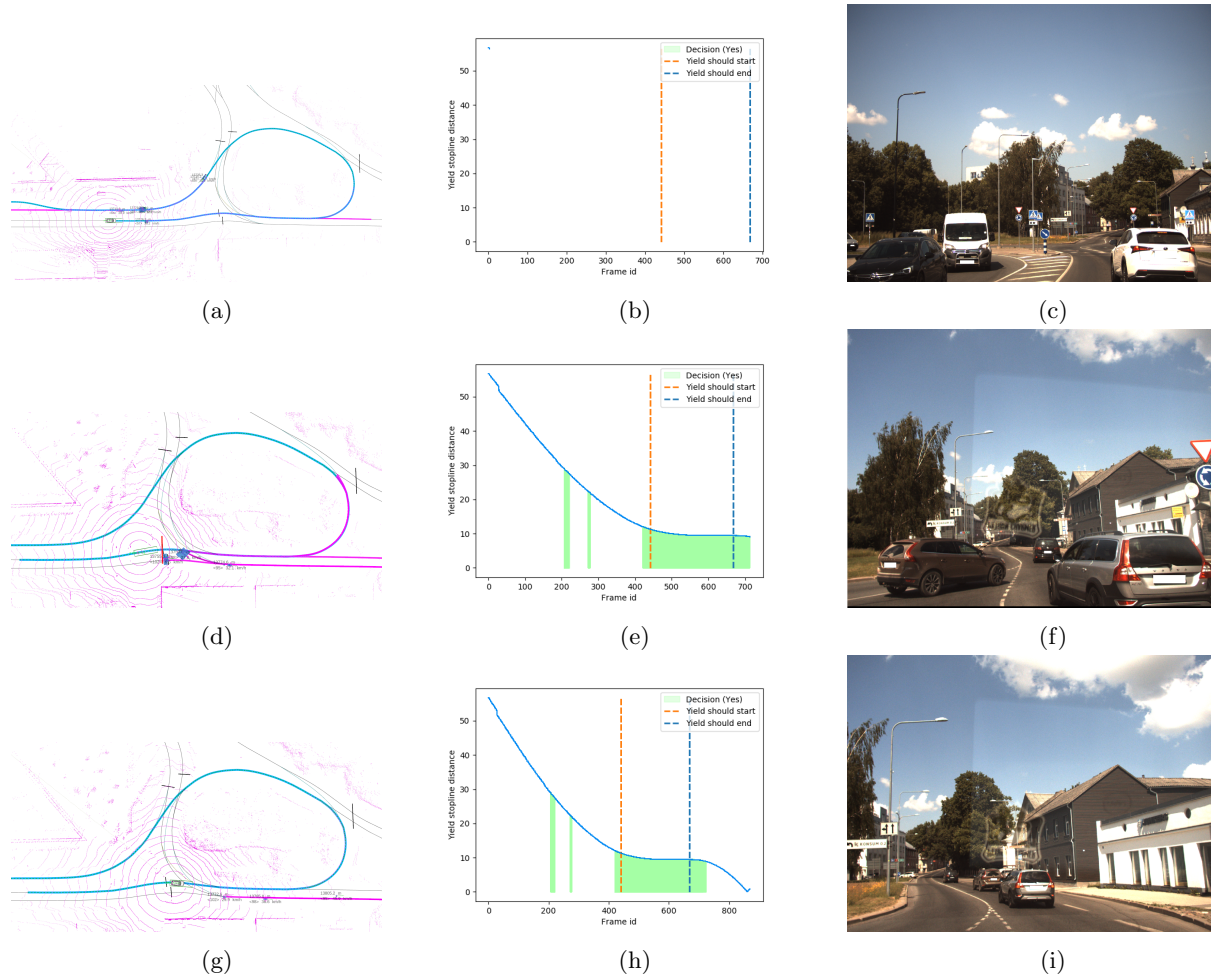 Decision (Yes)
Yield should start
Yield should end
Yield stopline distance
50
40
30
20
10
0
0 100 200 300 400 500 600 700
Frame id
(a) (b) (c)
Decision (Yes)
Yield should start
Yield should end
Yield stopline distance
50
40
30
20
10
0
0 100 200 300 400 500 600 700
Frame id
(d) (e) (f)
Decision (Yes)
Yield should start
Yield should end
Yield stopline distance
50
40
30
20
10
0
0 200 400 600 800
Frame id
(g) (h) (i)